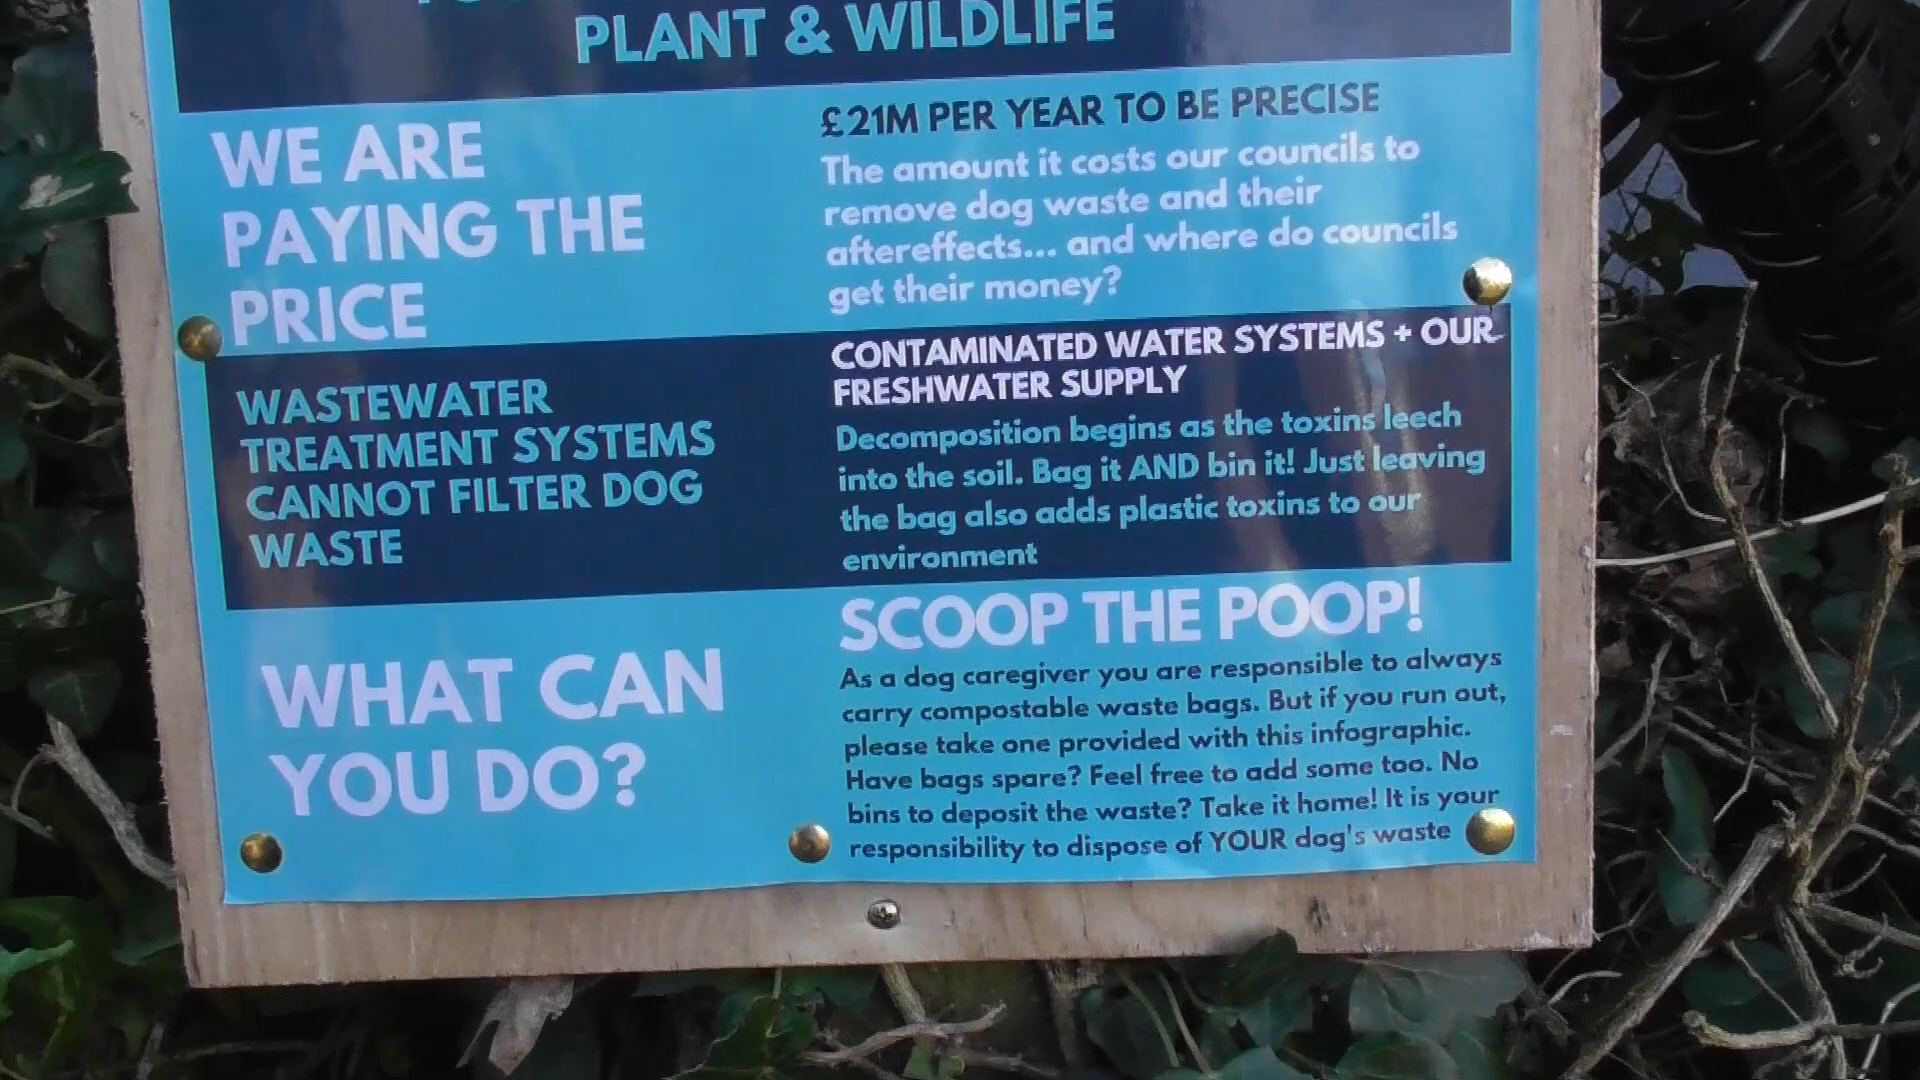 PLANT & WILDLIFE
WE ARE
PAYING THE
PRICE
£21M PER YEAR TO BE PRECISE
The amount it costs our councils to
remove dog waste and their
aftereffects... and where do councils
get their money?
WASTEWATER
TREATMENT SYSTEMS
CANNOT FILTER DOG
WASTE
CONTAMINATED WATER SYSTEMS + OUR
FRESHWATER SUPPLY
Decomposition begins as the toxins leech
into the soil. Bag it AND bin it! Just leaving
the bag also adds plastic toxins to our
environment
WHAT CAN
YOU DO?
SCOOP THE POOP!
As a dog caregiver you are responsible to always
carry compostable waste bags. But if you run out,
please take one provided with this infographic.
Have bags spare? Feel free to add some too. No
bins to deposit the waste? Take it home! It is your
responsibility to dispose of YOUR dog's waste